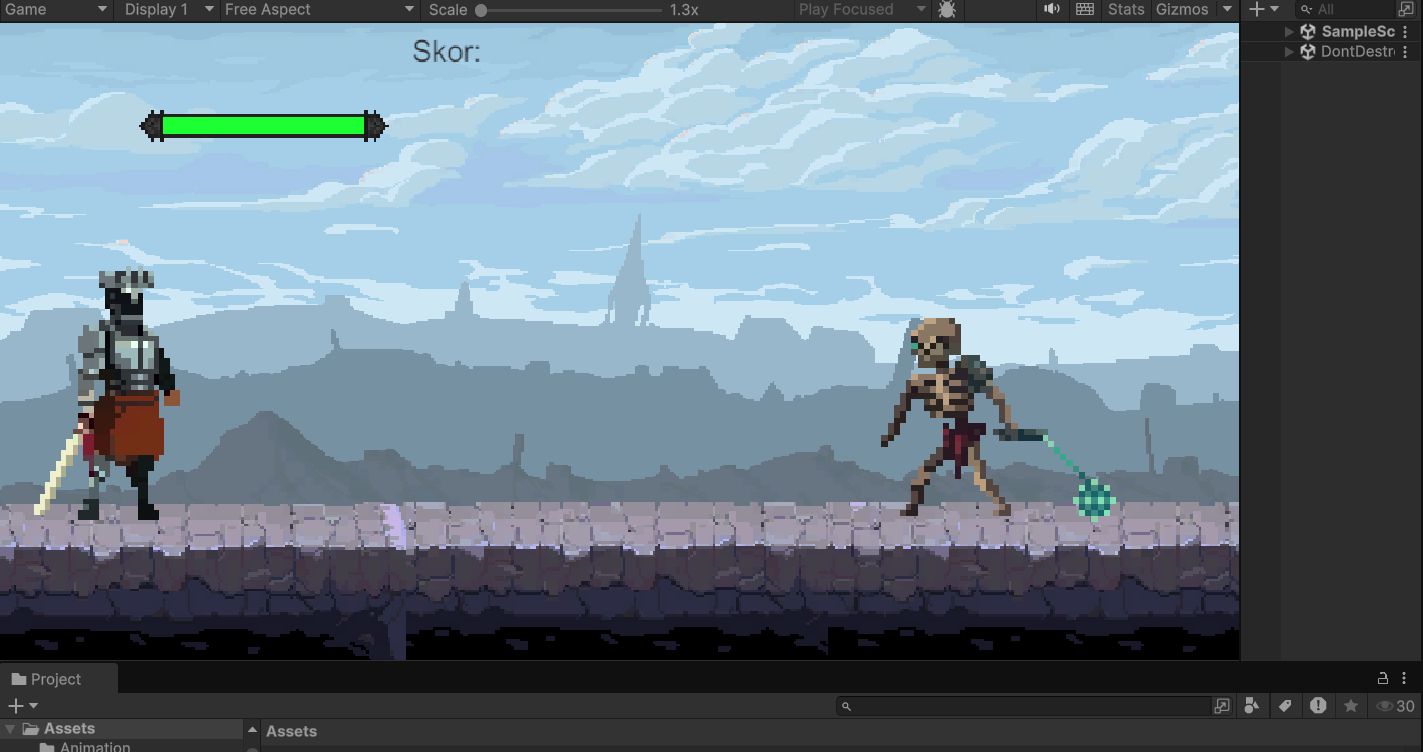 Game Display 1 Free Aspect Scale 1.3x Play Focused Stats Gizmos All
Skor:
SampleSc
DontDestr
Project
30
Assets Assets
Animation